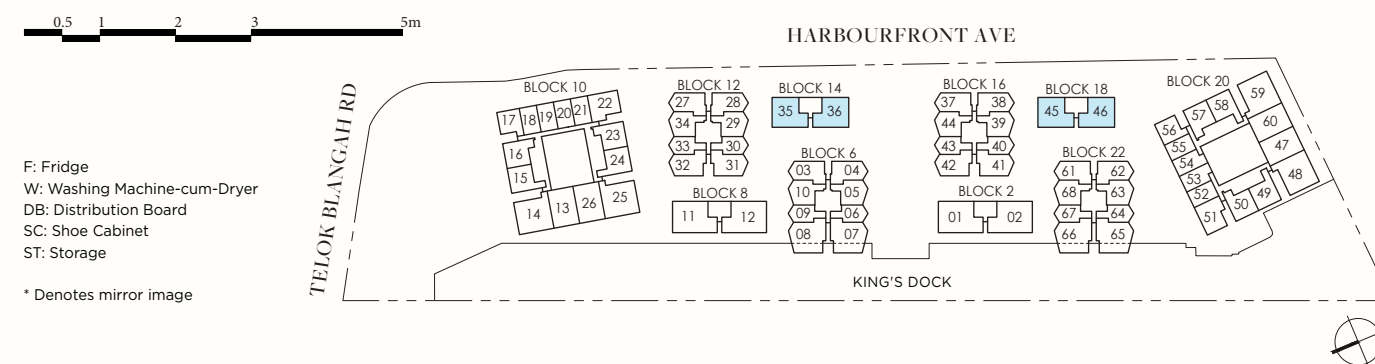 0.5 1 2 3 5m
HARBOURFRONT AVE
TELOK BLANGAH RD
F: Fridge
W: Washing Machine-cum-Dryer
DB: Distribution Board
SC: Shoe Cabinet
ST: Storage
* Denotes mirror image
BLOCK 10
17 18 19 20 21 22
16 23
15 24
14 13 26 25
BLOCK 12
27 28
34 29
33 30
32 31
BLOCK 14
35 36
BLOCK 8
11 12
BLOCK 6
03 04
10 05
09 06
08 07
BLOCK 16
37 38
44 39
43 40
42 41
BLOCK 18
45 46
BLOCK 2
01 02
BLOCK 22
61 62
68 63
67 64
66 65
BLOCK 20
59
58
57 60
56
55 47
54
53 48
52 49
51 50
KING'S DOCK